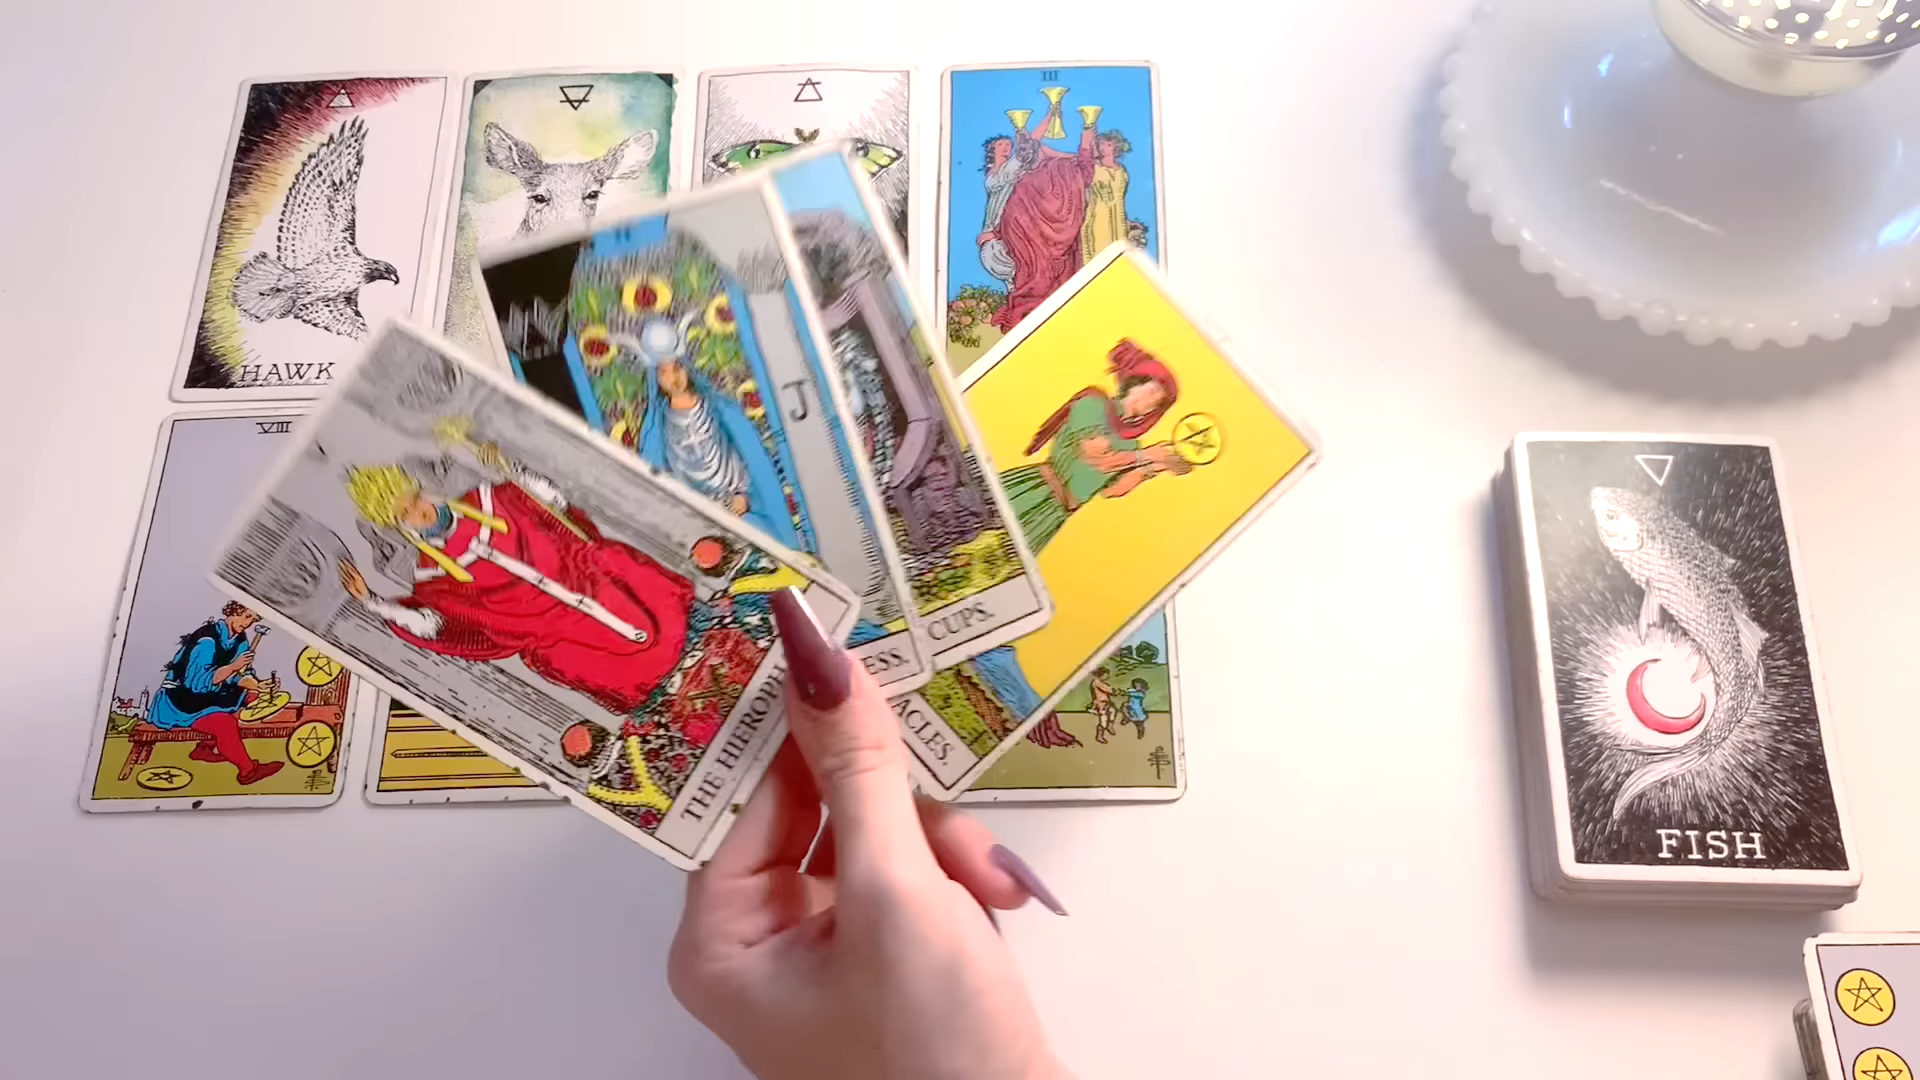 III
HAWK
VIII
J
CUPS.
ESS.
ACLES.
THE HIEROPH
FISH